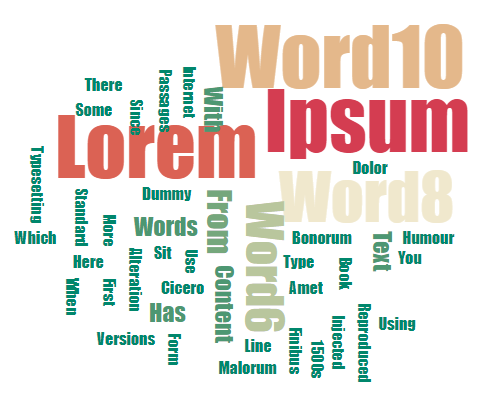 Word10
Ipsum
Lorem
There
Some
Since
Passages
Internet
With
Dolor
Word8
Typesetting
Standard
Dummy
Which
More
Words
From
Word6
Bonorum
Text
Humour
You
Here
Alteration
Sit
Use
Content
Type
Book
When
First
Cicero
Amet
Has
Versions
Form
Line
Malorum
Finibus
1500s
Injected
Reproduced
Using